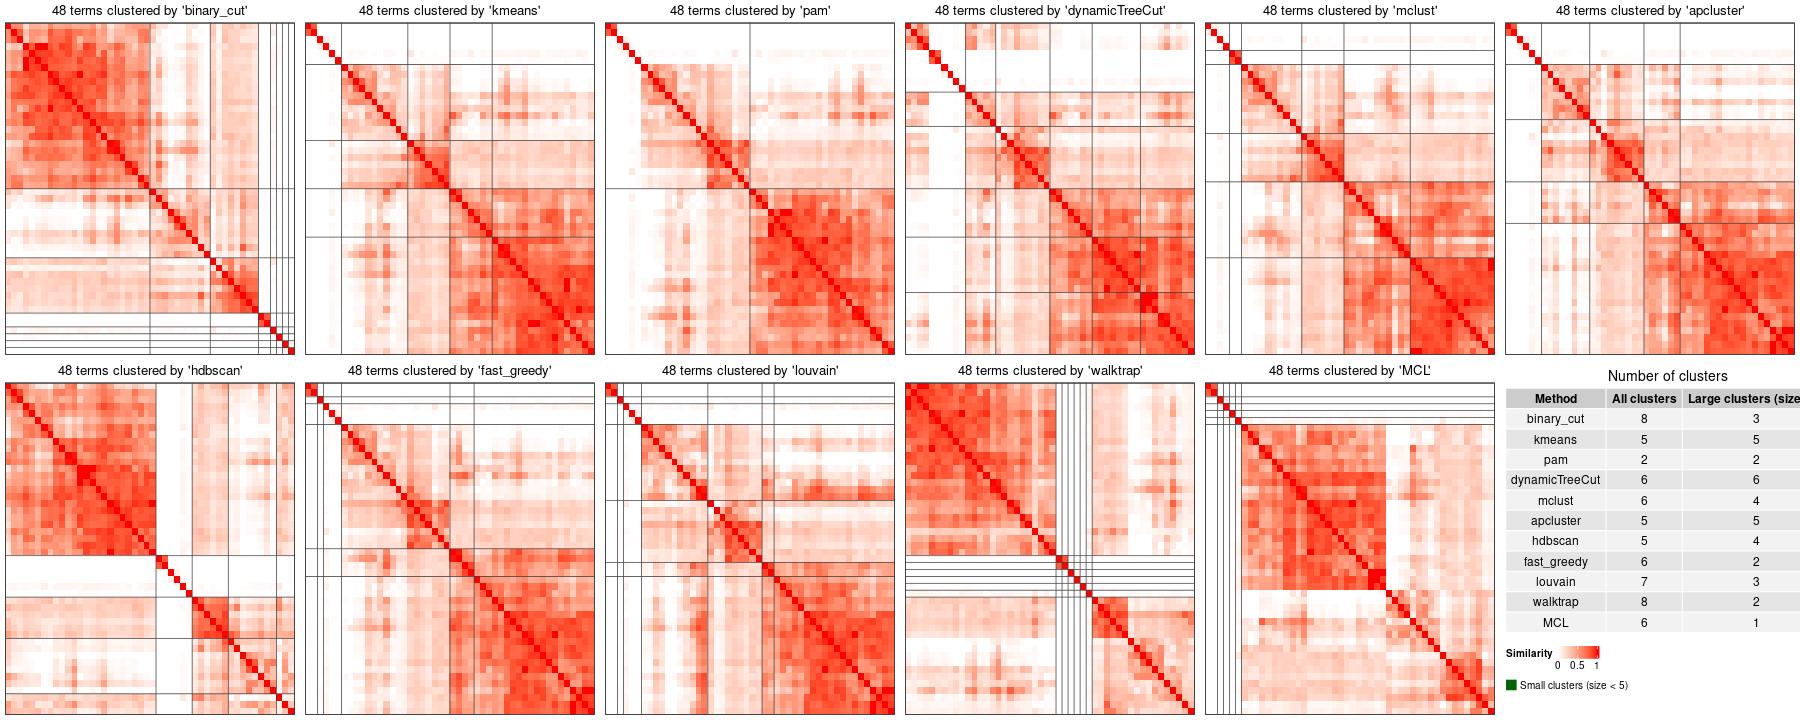 48 terms clustered by 'binary_cut'
48 terms clustered by 'kmeans'
48 terms clustered by 'pam'
48 terms clustered by 'dynamicTreeCut'
48 terms clustered by 'mclust'
48 terms clustered by 'apcluster'
48 terms clustered by 'hdbscan'
48 terms clustered by 'fast_greedy'
48 terms clustered by 'louvain'
48 terms clustered by 'walktrap'
48 terms clustered by 'MCL'
Number of clusters
Method All clusters Large clusters (size
binary_cut 8 3
kmeans 5 5
pam 2 2
dynamicTreeCut 6 6
mclust 6 4
apcluster 5 5
hdbscan 5 4
fast_greedy 6 2
louvain 7 3
walktrap 8 2
MCL 6 1
Similarity
0 0.5 1
Small clusters (size < 5)